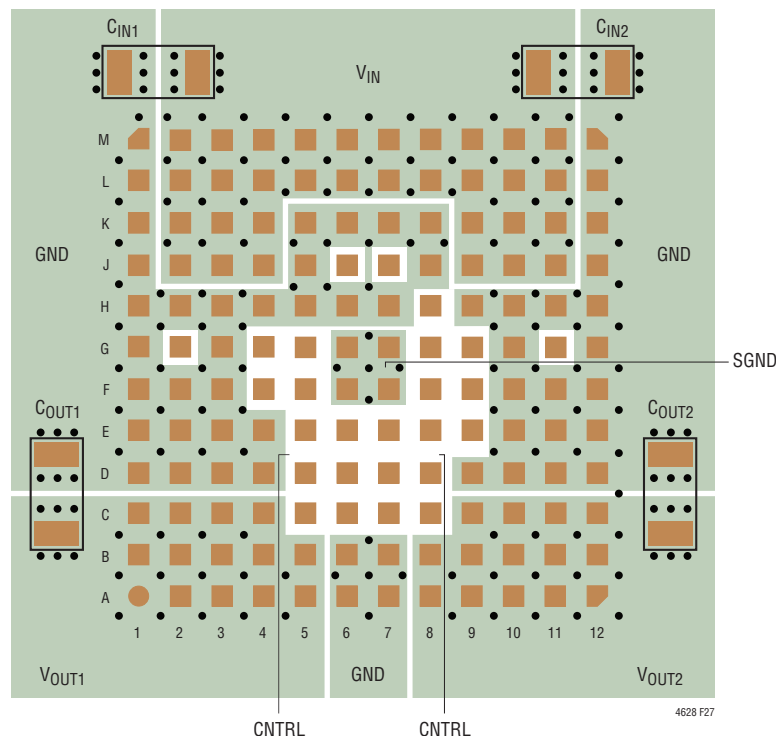 CIN1
CIN2
VIN
M
L
K
GND
J
GND
H
G
SGND
F
COUT1
COUT2
E
D
C
B
A
1 2 3 4 5 6 7 8 9 10 11 12
VOUT1
GND
VOUT2
4628 F27
CNTRL
CNTRL